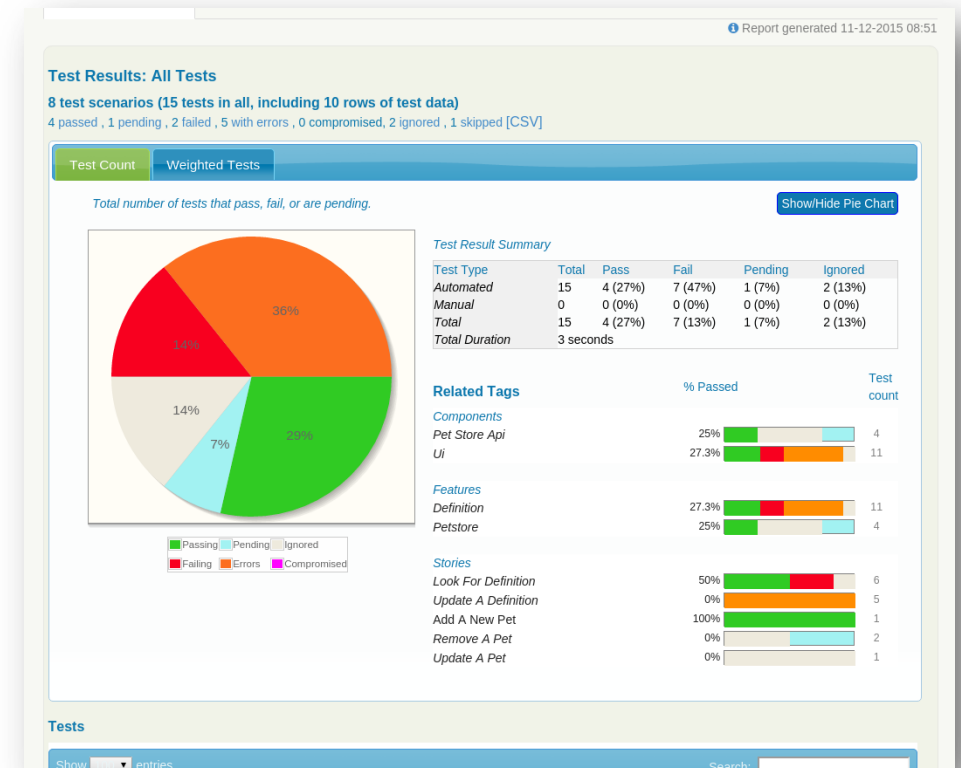 Report generated 11-12-2015 08:51
Test Results: All Tests
8 test scenarios (15 tests in all, including 10 rows of test data)
4 passed , 1 pending , 2 failed , 5 with errors , 0 compromised, 2 ignored , 1 skipped [CSV]
Test Count Weighted Tests
Total number of tests that pass, fail, or are pending.
Show/Hide Pie Chart
36%
14%
14%
7%
29%
Passing Pending Ignored
Failing Errors Compromised
Test Result Summary
Test Type Total Pass Fail Pending Ignored
Automated 15 4 (27%) 7 (47%) 1 (7%) 2 (13%)
Manual 0 0 (0%) 0 (0%) 0 (0%) 0 (0%)
Total 15 4 (27%) 7 (13%) 1 (7%) 2 (13%)
Total Duration 3 seconds
Related Tags % Passed Test count
Components
Pet Store Api 25% 4
Ui 27.3% 11
Features
Definition 27.3% 11
Petstore 25% 4
Stories
Look For Definition 50% 6
Update A Definition 0% 5
Add A New Pet 100% 1
Remove A Pet 0% 2
Update A Pet 0% 1
Tests
Show entries Search: